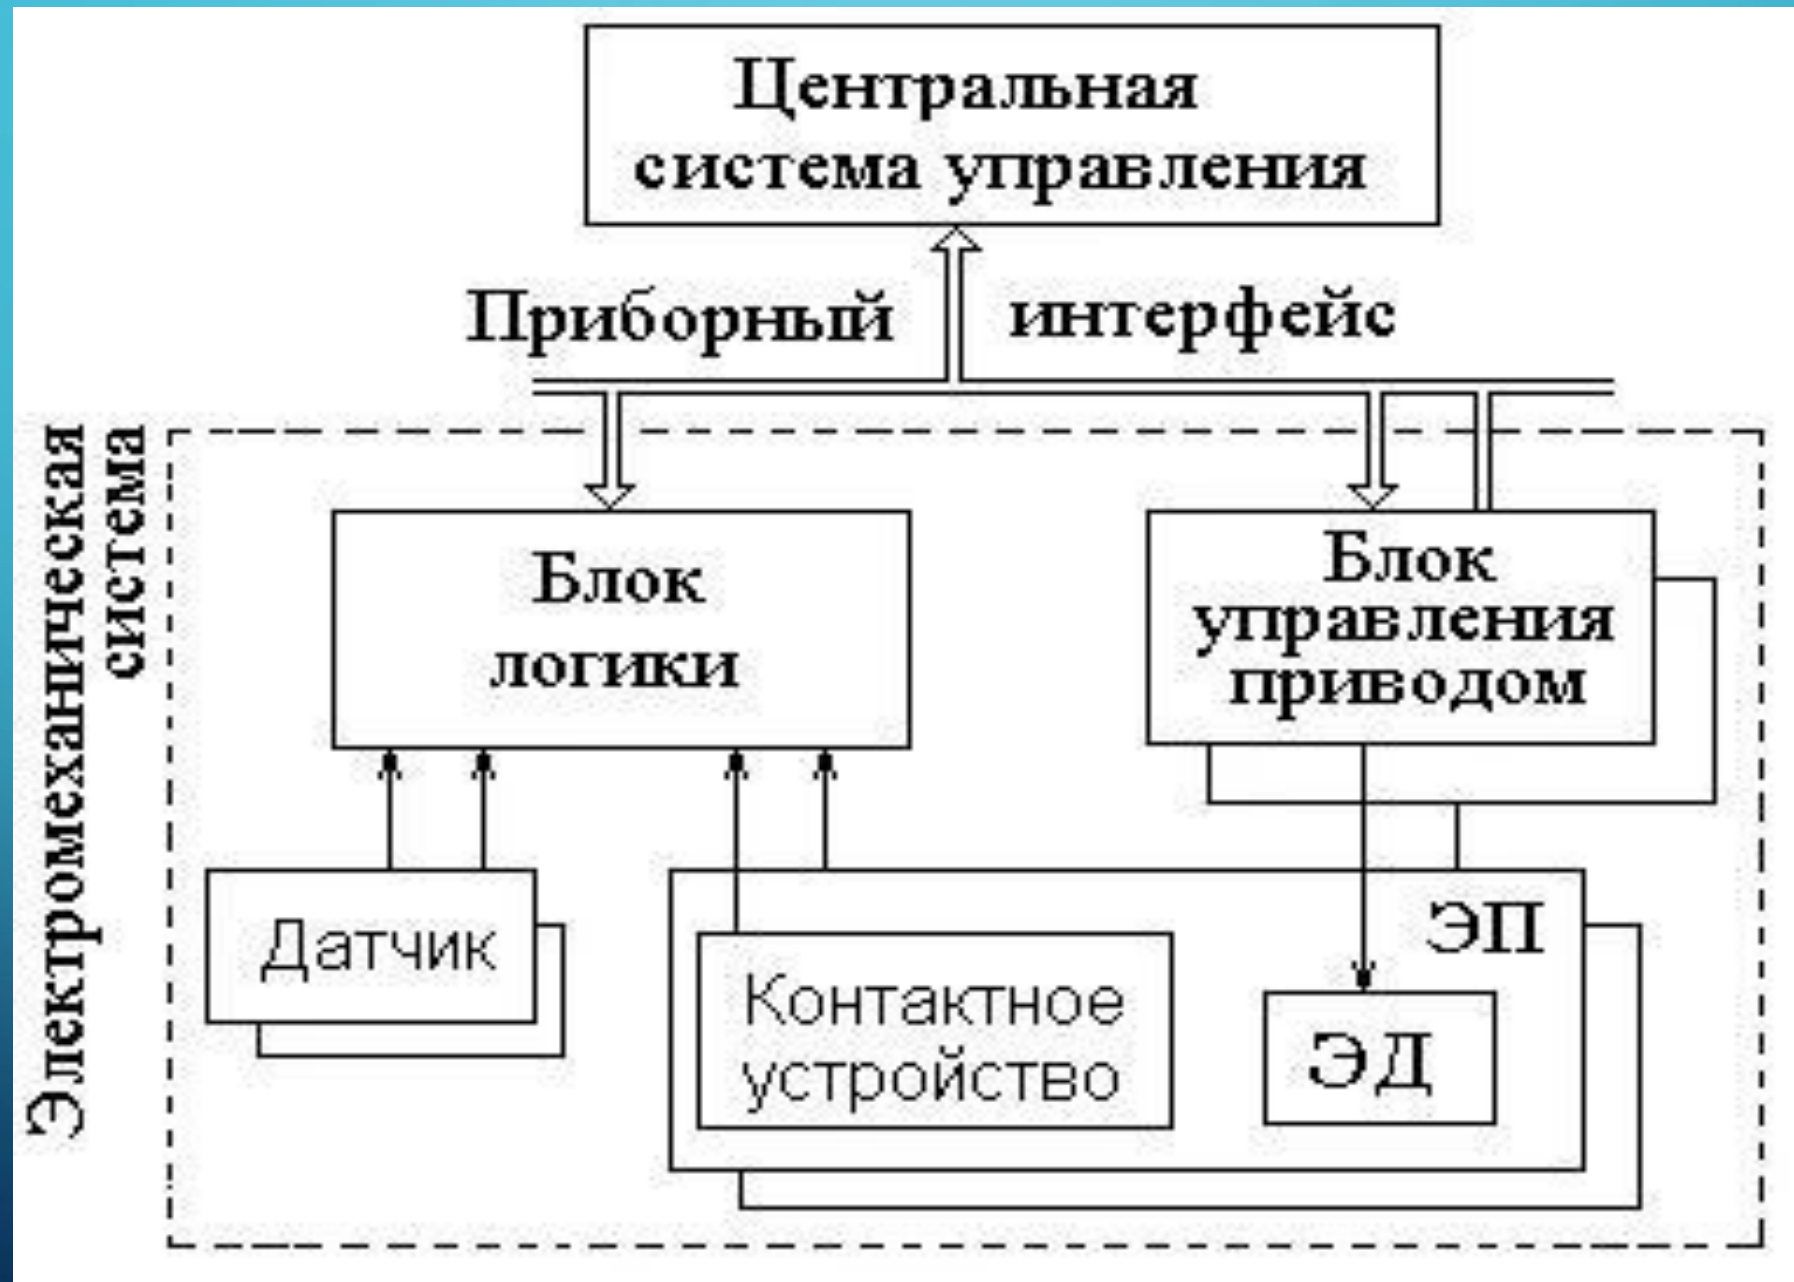 Центральная
система управления
Приборный интерфейс
Электромеханическая
система
Блок
логики
Блок
управления
приводом
Датчик
ЭП
Контактное
устройство
ЭД